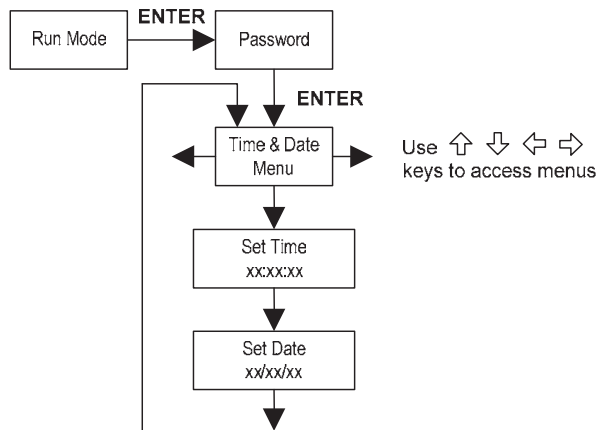 ENTER
Run Mode
Password
ENTER
Time & Date
Menu
Use ⇧ ⇩ ⇦ ⇨
keys to access menus
Set Time
xx:xx:xx
Set Date
xx/xx/xx